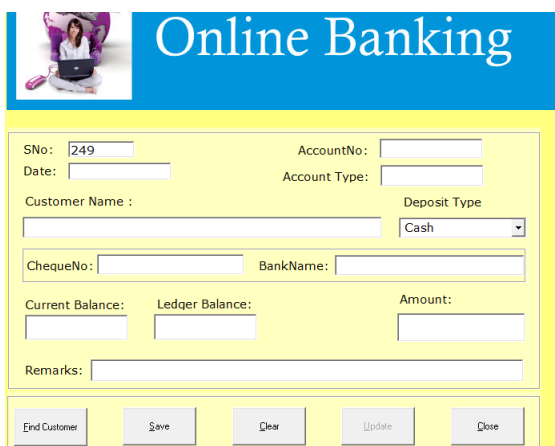 Online Banking
SNo: 249 AccountNo:
Date: Account Type:
Customer Name : Deposit Type
Cash
ChequeNo: BankName:
Current Balance: Ledger Balance: Amount:
Remarks:
Find Customer Save Clear Update Close